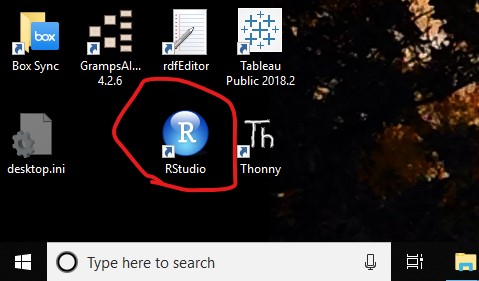 box
Box Sync
GrampsAI...
4.2.6
rdfEditor
Tableau
Public 2018.2
desktop.ini
R
RStudio
Th
Thonny
Type here to search